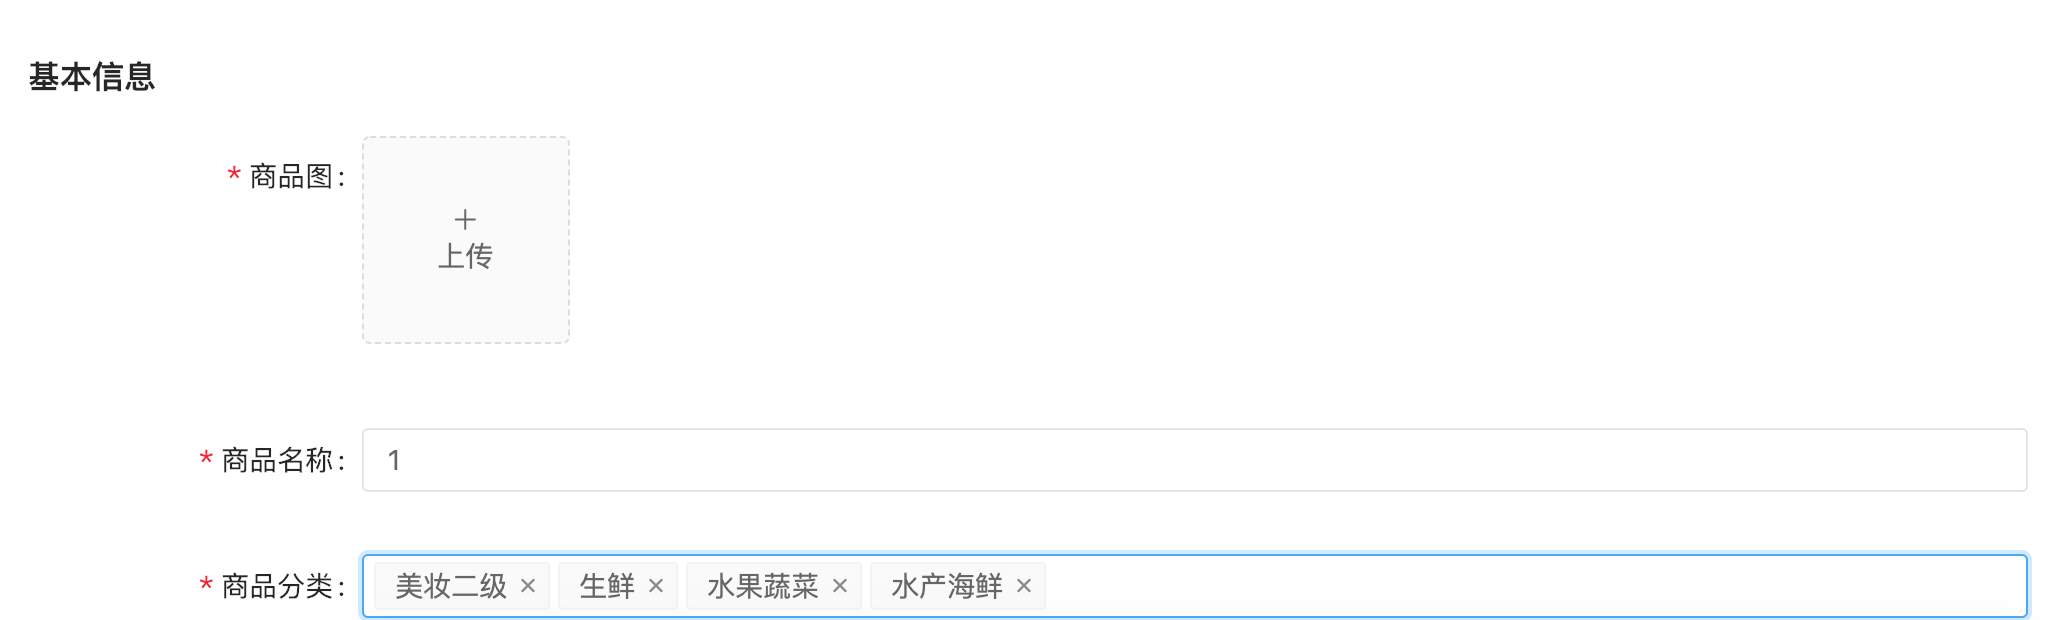 基本信息
* 商品图:
+
上传
* 商品名称: 1
* 商品分类: 美妆二级 × 生鲜 × 水果蔬菜 × 水产海鲜 ×